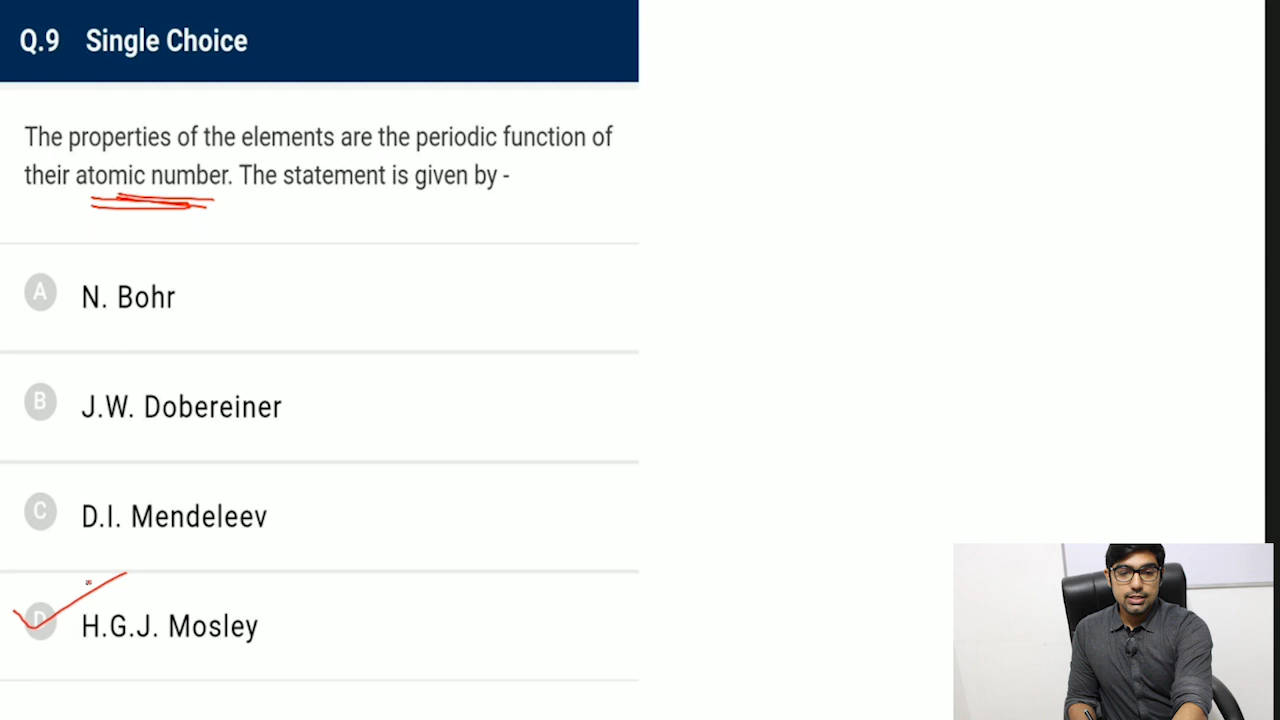 Q.9 Single Choice
The properties of the elements are the periodic function of
their atomic number. The statement is given by -
A N. Bohr
B J.W. Dobereiner
C D.I. Mendeleev
D H.G.J. Mosley